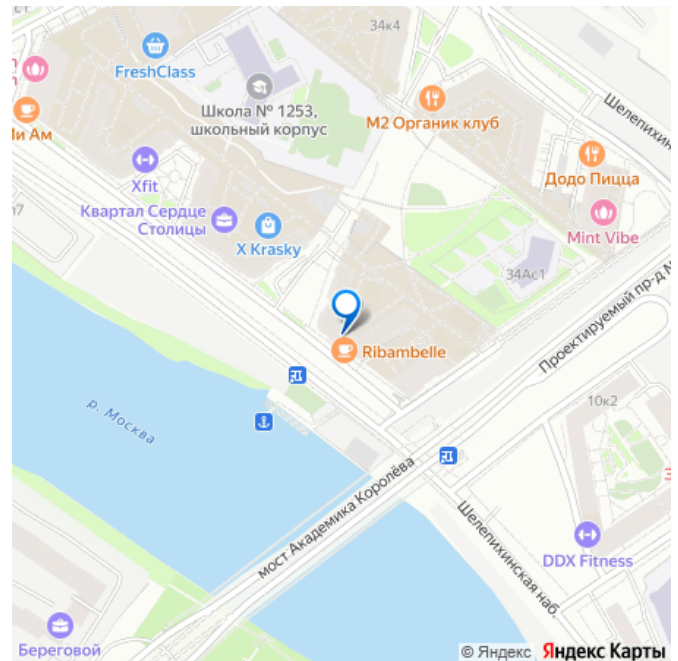 34к4
FreshClass
Школа № 1253,
школьный корпус
М2 Органик клуб
Шелепихин
Ли Ам
Xfit
Додо Пицца
Квартал Сердце
Столицы
X Krasky
Mint Vibe
34Ас1
Проектируемый пр-д №
Ribambelle
р. Москва
10к2
мост Академика Королёва
Шелепихинская наб.
DDX Fitness
Береговой
© Яндекс Яндекс Карты